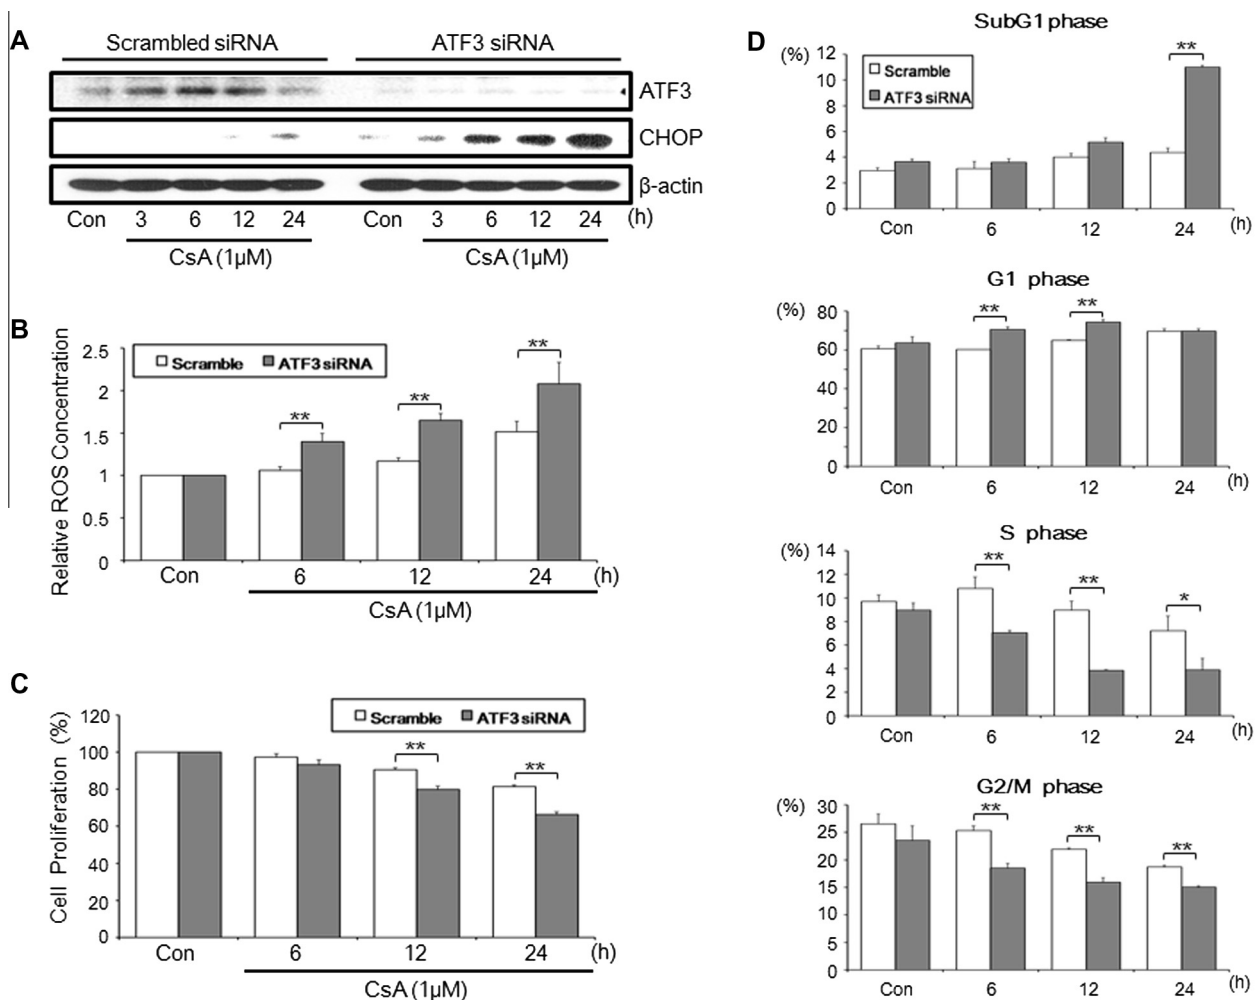 A
Scrambled siRNA ATF3 siRNA
ATF3
CHOP
β-actin
Con 3 6 12 24 Con 3 6 12 24 (h)
CsA (1μM) CsA (1μM)
B
Relative ROS Concentration
Scramble ATF3 siRNA
2.5
2
1.5
1
0.5
0
** ** **
Con 6 12 24 (h)
CsA (1μM)
C
Cell Proliferation (%)
Scramble ATF3 siRNA
120
100
80
60
40
20
0
** **
Con 6 12 24 (h)
CsA (1μM)
D
SubG1 phase
(%)
Scramble
ATF3 siRNA
12
10
8
6
4
2
0
**
Con 6 12 24 (h)
G1 phase
(%)
80
60
40
20
0
** **
Con 6 12 24 (h)
S phase
(%)
14
12
10
8
6
4
2
0
** ** *
Con 6 12 24 (h)
G2/M phase
(%)
30
25
20
15
10
5
0
** ** **
Con 6 12 24 (h)